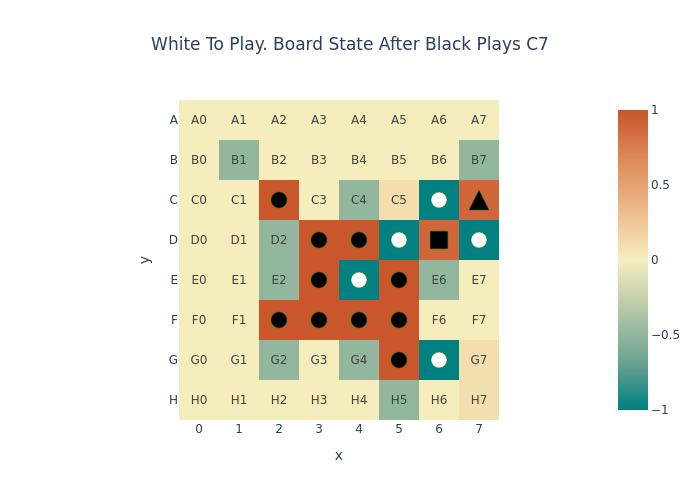 White To Play. Board State After Black Plays C7
A A0 A1 A2 A3 A4 A5 A6 A7
B B0 B1 B2 B3 B4 B5 B6 B7
C C0 C1 C3 C4 C5
D D0 D1 D2
E E0 E1 E2 E6 E7
F F0 F1 F6 F7
G G0 G1 G2 G3 G4 G7
H H0 H1 H2 H3 H4 H5 H6 H7
0 1 2 3 4 5 6 7
x
y
1
0.5
0
−0.5
−1